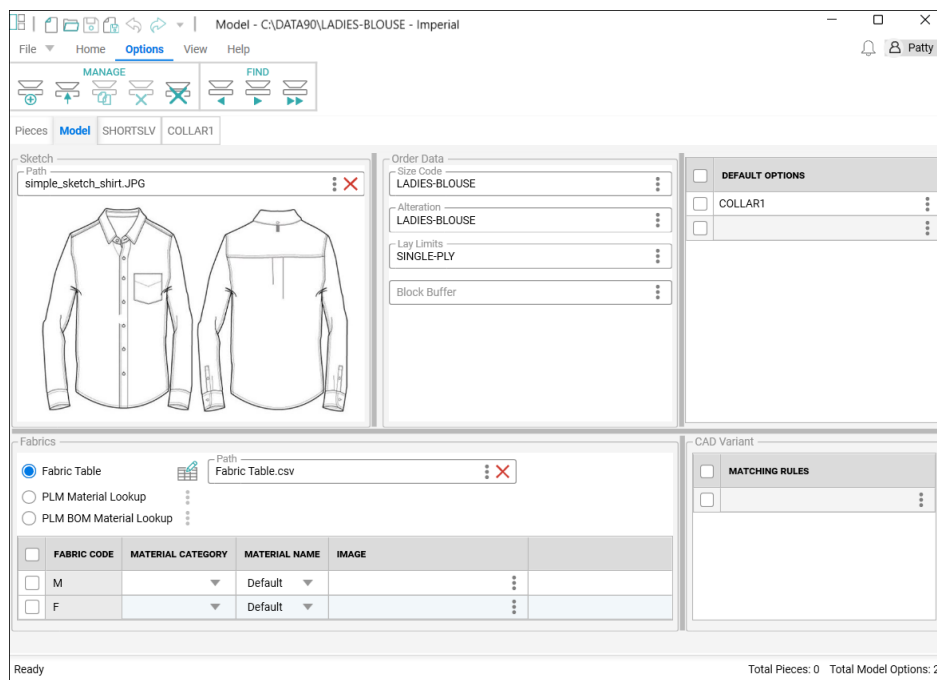 Model - C:\DATA90\LADIES-BLOUSE - Imperial
File Home Options View Help Patty
MANAGE FIND
Pieces Model SHORTSLV COLLAR1
Sketch
Path
simple_sketch_shirt.JPG
Order Data
Size Code
LADIES-BLOUSE
Alteration
LADIES-BLOUSE
Lay Limits
SINGLE-PLY
Block Buffer
DEFAULT OPTIONS
COLLAR1
Fabrics
Fabric Table
Path
Fabric Table.csv
PLM Material Lookup
PLM BOM Material Lookup
FABRIC CODE MATERIAL CATEGORY MATERIAL NAME IMAGE
M Default
F Default
CAD Variant
MATCHING RULES
Ready Total Pieces: 0 Total Model Options: 2